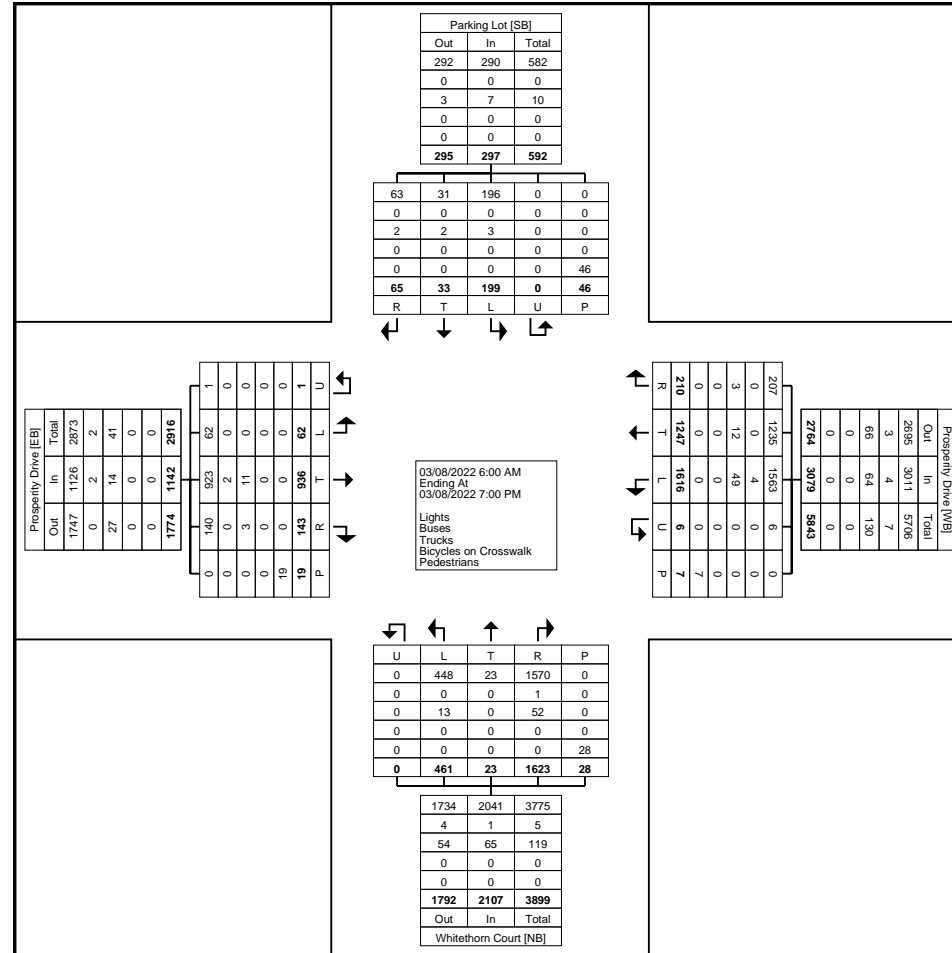 Parking Lot [SB]
Out In Total
292 290 582
0 0 0
3 7 10
0 0 0
0 0 0
295 297 592
63 31 196 0 0
0 0 0 0 0
2 2 3 0 0
0 0 0 0 0
0 0 0 0 46
65 33 199 0 46
R T L U P
Prosperity Drive [EB]
Total In Out
2873 1126 1747
2 2 0
41 14 27
0 0 0
0 0 0
2916 1142 1774
1 62 923 140 0
0 0 2 0 0
0 0 11 3 0
0 0 0 0 0
0 0 0 0 19
1 62 936 143 19
U L T R P
03/08/2022 6:00 AM
Ending At
03/08/2022 7:00 PM
Lights
Buses
Trucks
Bicycles on Crosswalk
Pedestrians
R T L U P
210 1247 1616 6 7
0 0 0 0 7
0 0 0 0 0
3 12 49 0 0
0 0 4 0 0
207 1235 1563 6 0
2764 3079 5843
0 0 0
0 0 0
66 64 130
3 4 7
2695 3011 5706
Out In Total
Prosperity Drive [WB]
U L T R P
0 448 23 1570 0
0 0 0 1 0
0 13 0 52 0
0 0 0 0 0
0 0 0 0 28
0 461 23 1623 28
1734 2041 3775
4 1 5
54 65 119
0 0 0
0 0 0
1792 2107 3899
Out In Total
Whitethorn Court [NB]